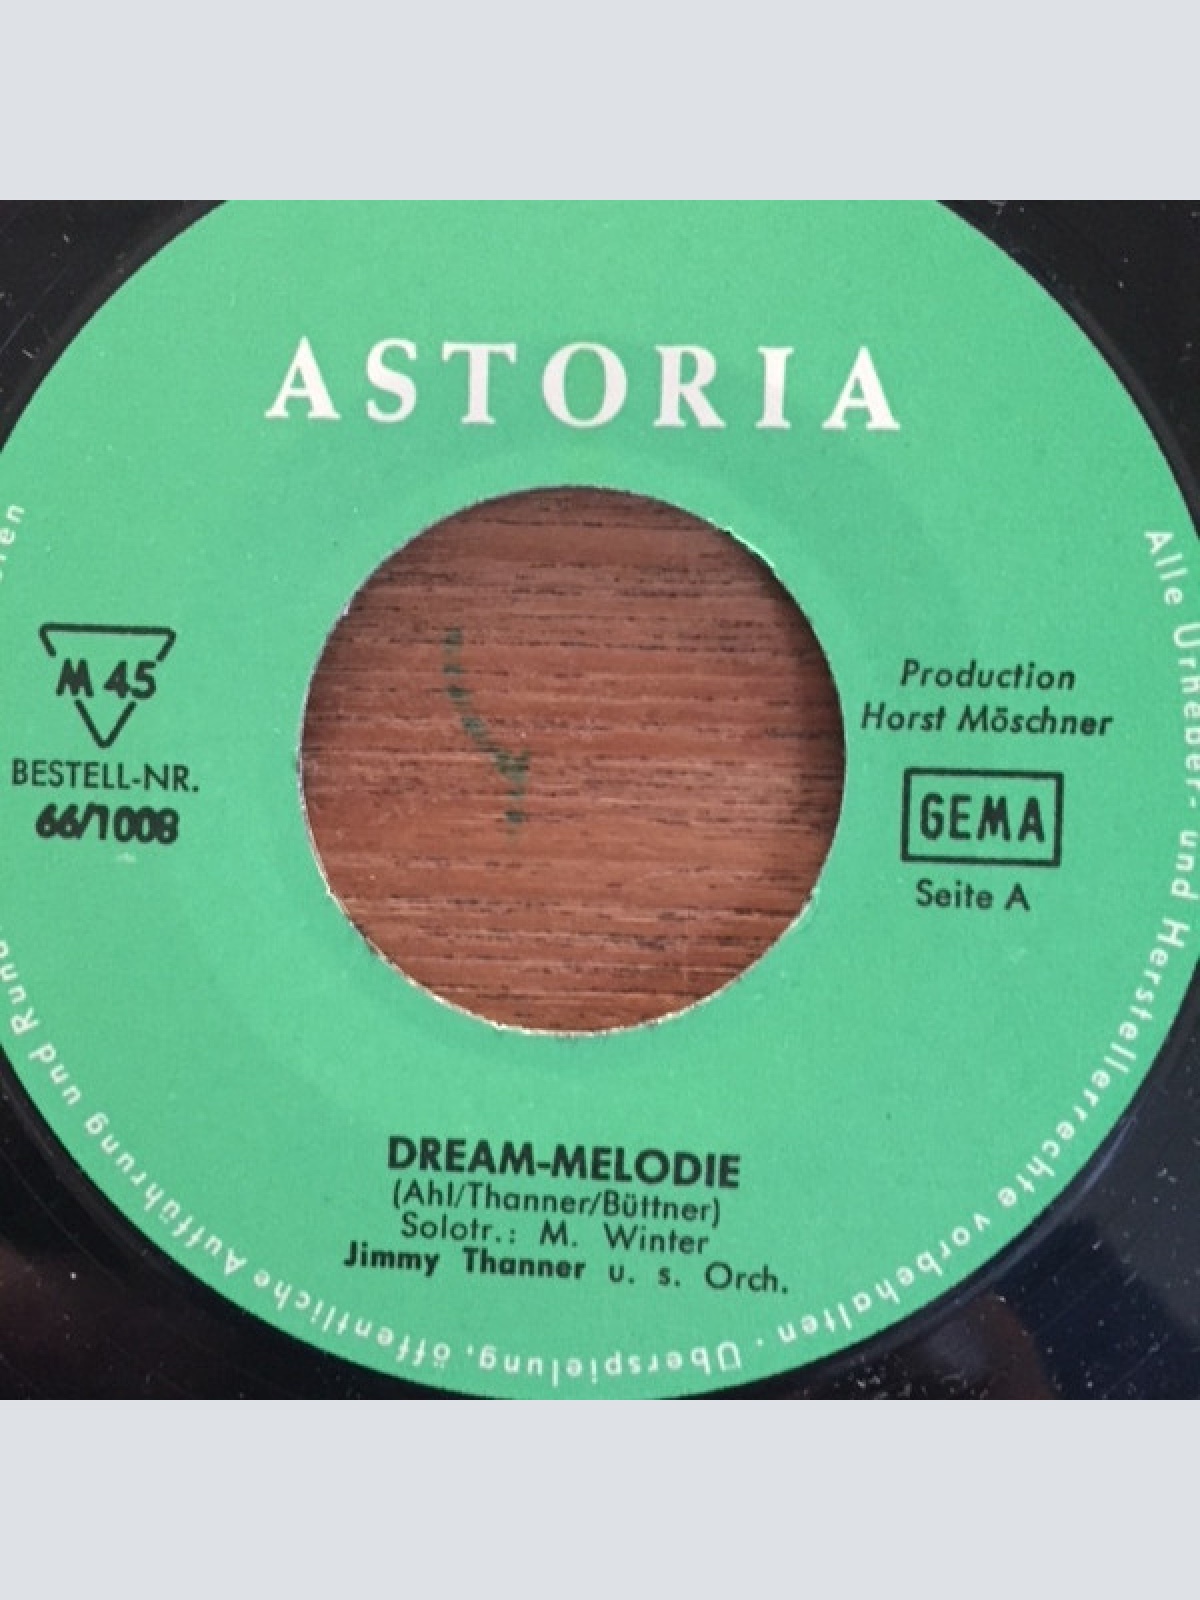 ASTORIA
M 45
BESTELL-NR.
66/1008
Production
Horst Möschner
GEMA
Seite A
DREAM-MELODIE
(Ahl/Thanner/Büttner)
Solotr.: M. Winter
Jimmy Thanner u. s. Orch.
Alle Urheber- und Herstellerrechte vorbehalten · Überspielung, öffentliche Aufführung und